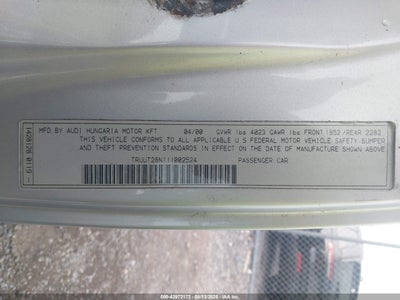 MFD BY AUDI HUNGARIA MOTOR KFT 04/00 GVWR lbs 4023 GAWR lbs FRONT 1852/REAR 2282
THIS VEHICLE CONFORMS TO ALL APPLICABLE U S FEDERAL MOTOR VEHICLE SAFETY BUMPER
AND THEFT PREVENTION STANDARDS IN EFFECT ON THE DATE OF MANUFACTURE SHOWN ABOVE
TRUUT28N111002524 PASSENGER CAR